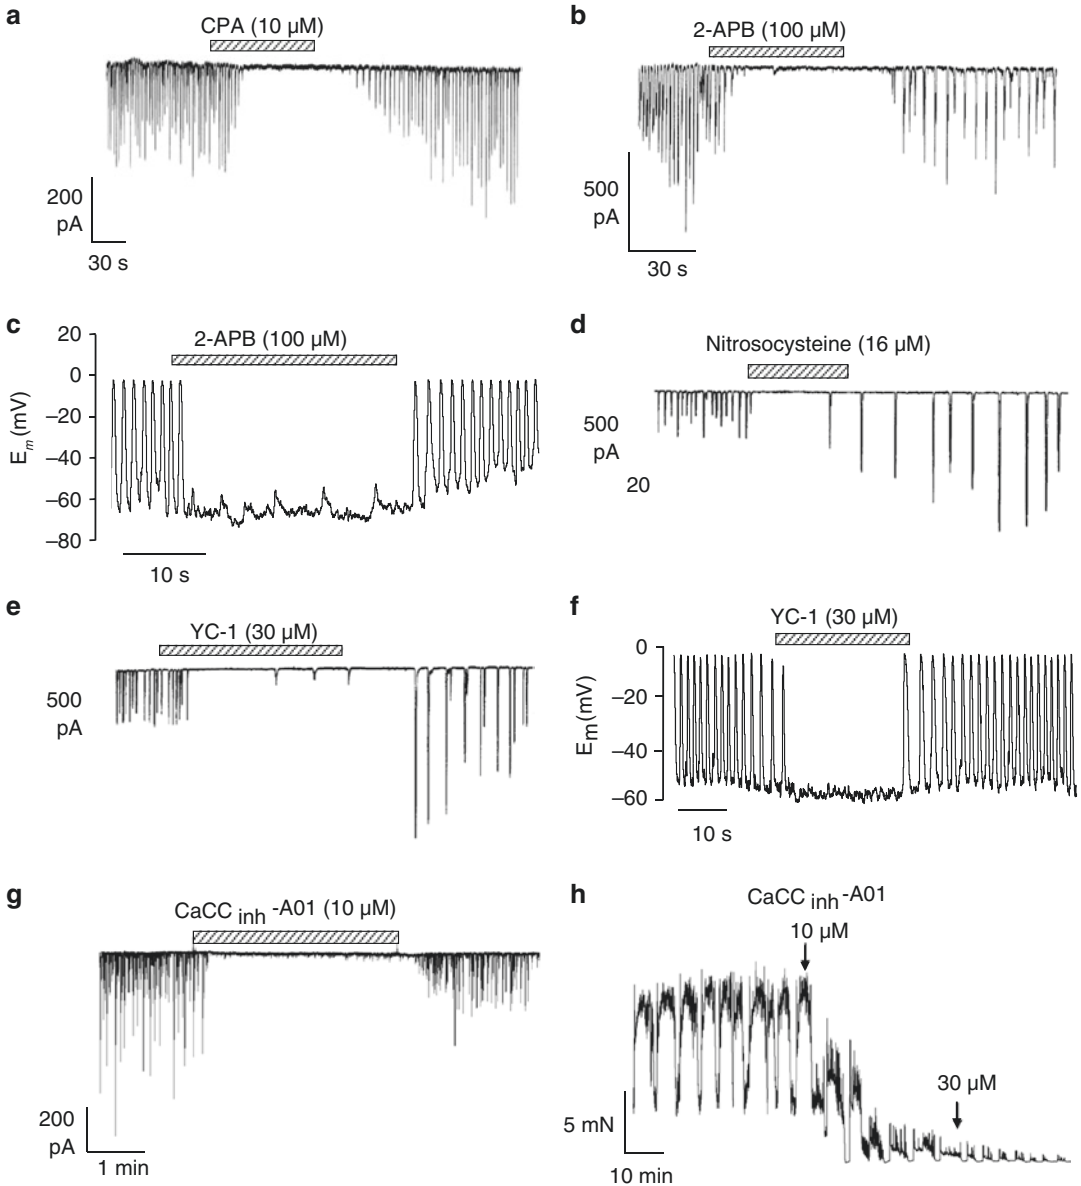 a
CPA (10 µM)
200
pA
30 s
b
2-APB (100 µM)
500
pA
30 s
c
2-APB (100 µM)
20
0
–20
–40
–60
–80
Em (mV)
10 s
d
Nitrosocysteine (16 µM)
500
pA
20
e
YC-1 (30 µM)
500
pA
f
YC-1 (30 µM)
0
–20
–40
–60
Em (mV)
10 s
g
CaCC inh -A01 (10 µM)
200
pA
1 min
h
CaCC inh -A01
10 µM
30 µM
5 mN
10 min